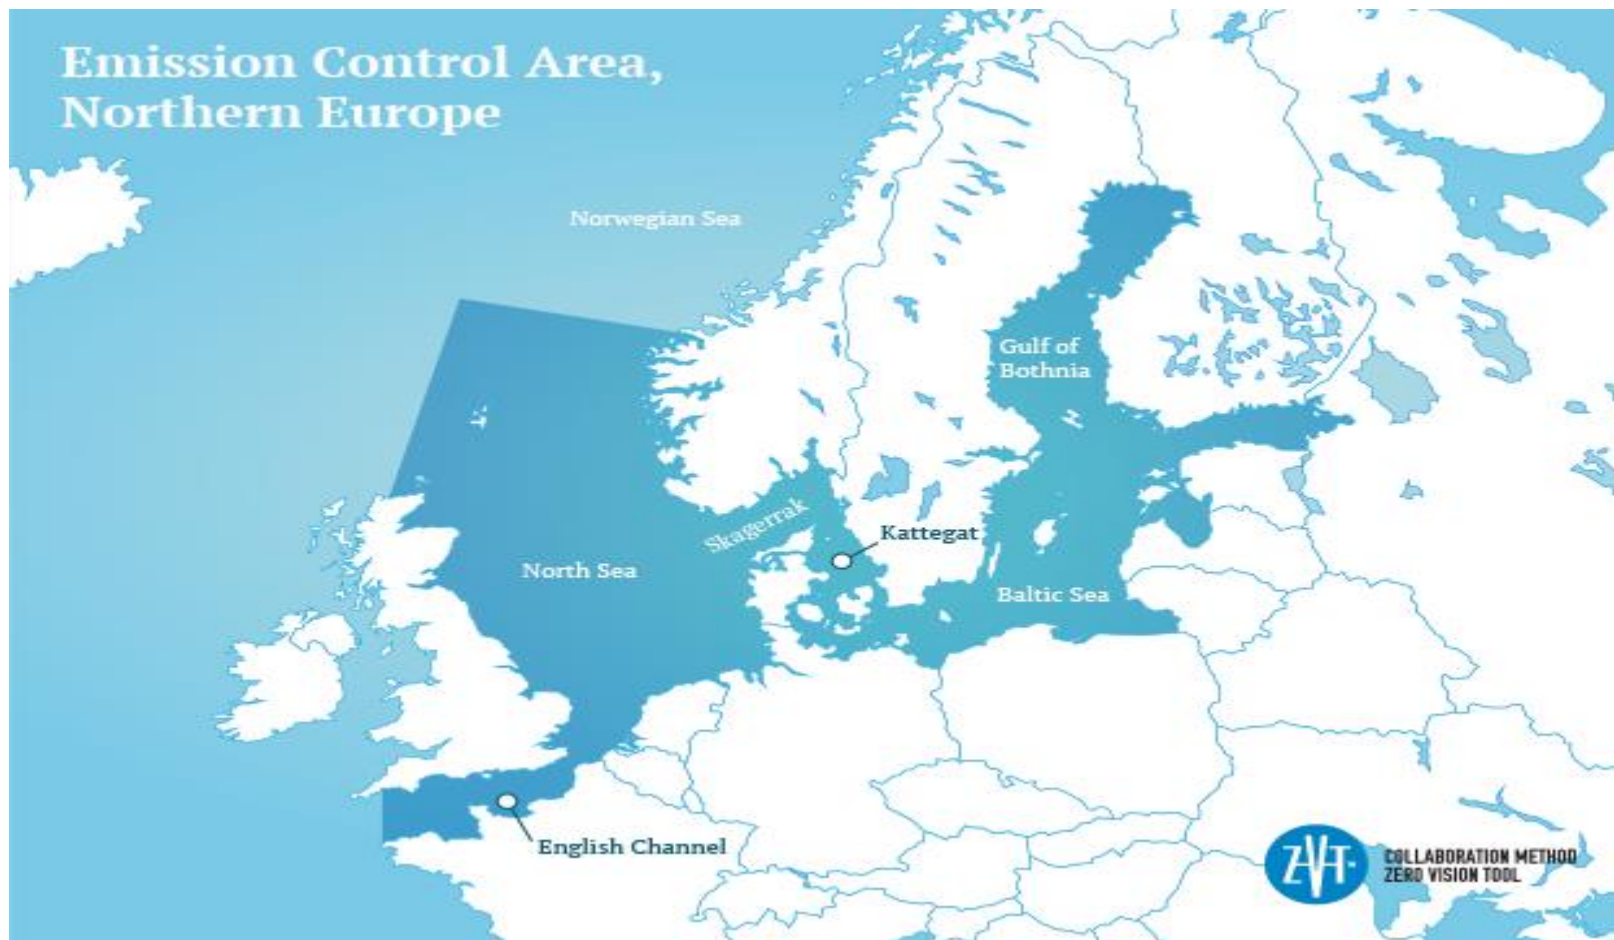 Emission Control Area,
Northern Europe
Norwegian Sea
Gulf of
Bothnia
Skagerrak
Kattegat
North Sea
Baltic Sea
English Channel
ZVT
COLLABORATION METHOD
ZERO VISION TOOL